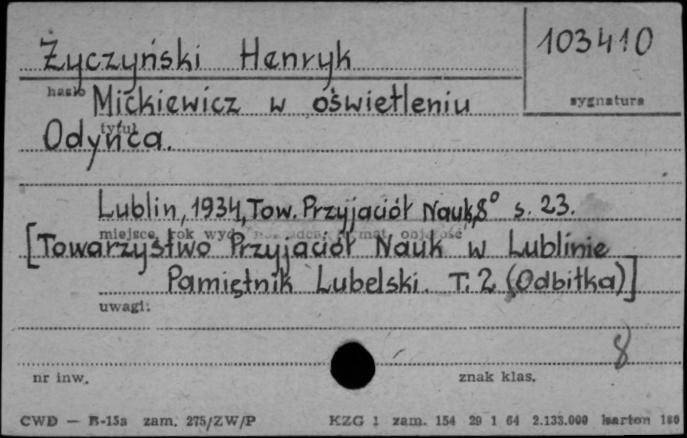 Życzyński Henryk
103410
hasło
sygnatura
Mickiewicz w oświetleniu
tytuł
Odyńca.
Lublin, 1934, Tow. Przyjaciół Nauk, 8° s. 23.
miejsce, rok wyd.
[Towarzystwo Przyjaciół Nauk w Lublinie
Pamiętnik Lubelski. T. 2 (Odbitka)]
uwagi:
8
nr inw.
znak klas.
CWD — B-15a zam. 275/ZW/P
KZG 1 zam. 154 29 1 64 2.133.000 karton